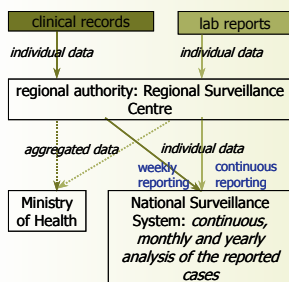 clinical records
lab reports
individual data
individual data
regional authority: Regional Surveillance
Centre
aggregated data
individual data
weekly
reporting
continuous
reporting
Ministry
of Health
National Surveillance
System: continuous,
monthly and yearly
analysis of the reported
cases